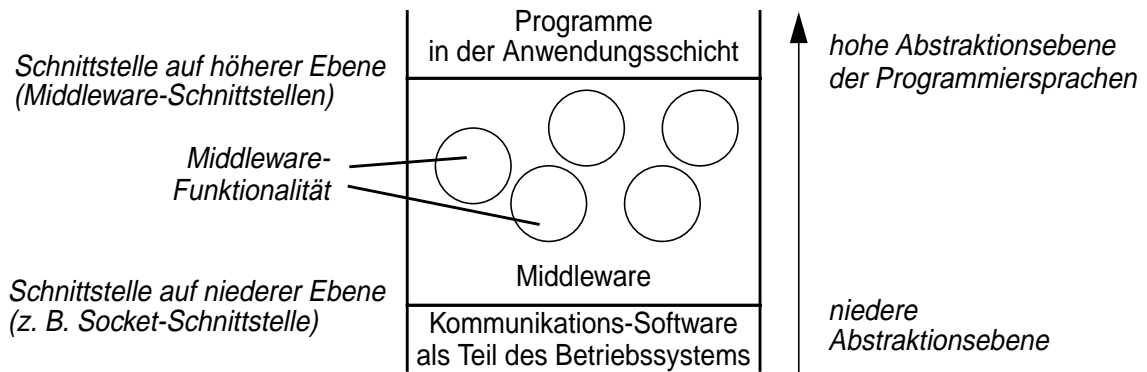 Programme
in der Anwendungsschicht
hohe Abstraktionsebene
der Programmiersprachen
Schnittstelle auf höherer Ebene
(Middleware-Schnittstellen)
Middleware-
Funktionalität
Middleware
Schnittstelle auf niederer Ebene
(z. B. Socket-Schnittstelle)
niedere
Abstraktionsebene
Kommunikations-Software
als Teil des Betriebssystems